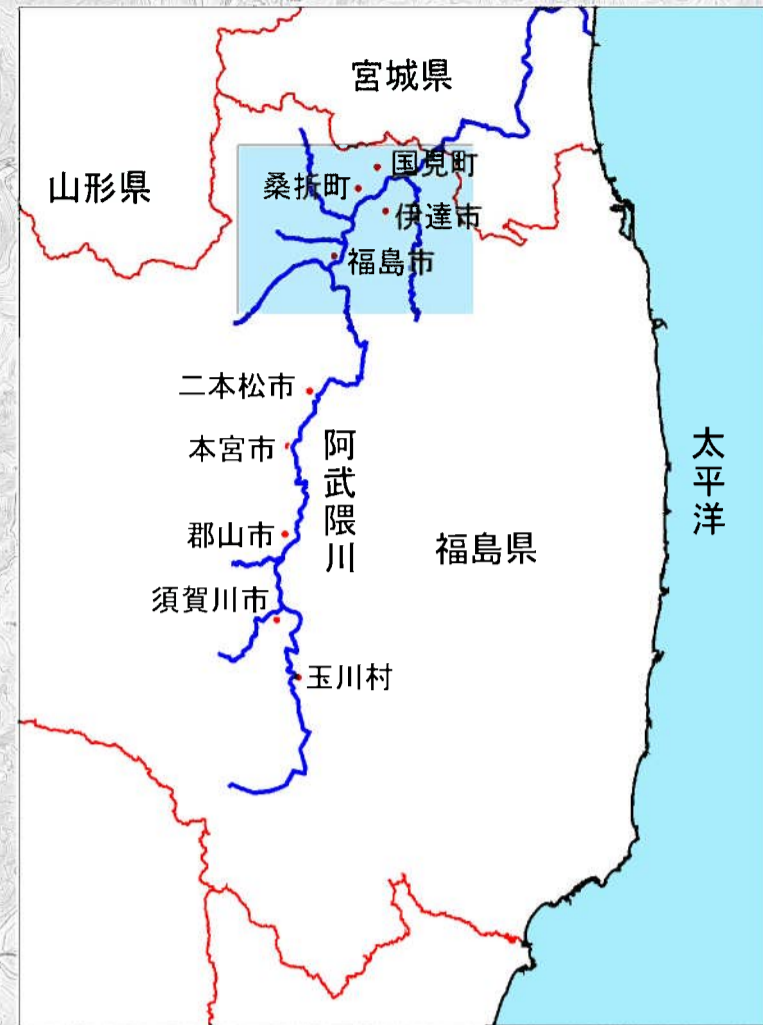 宮城県
山形県
国見町
桑折町
伊達市
福島市
二本松市
本宮市
阿武隈川
太平洋
郡山市
福島県
須賀川市
玉川村